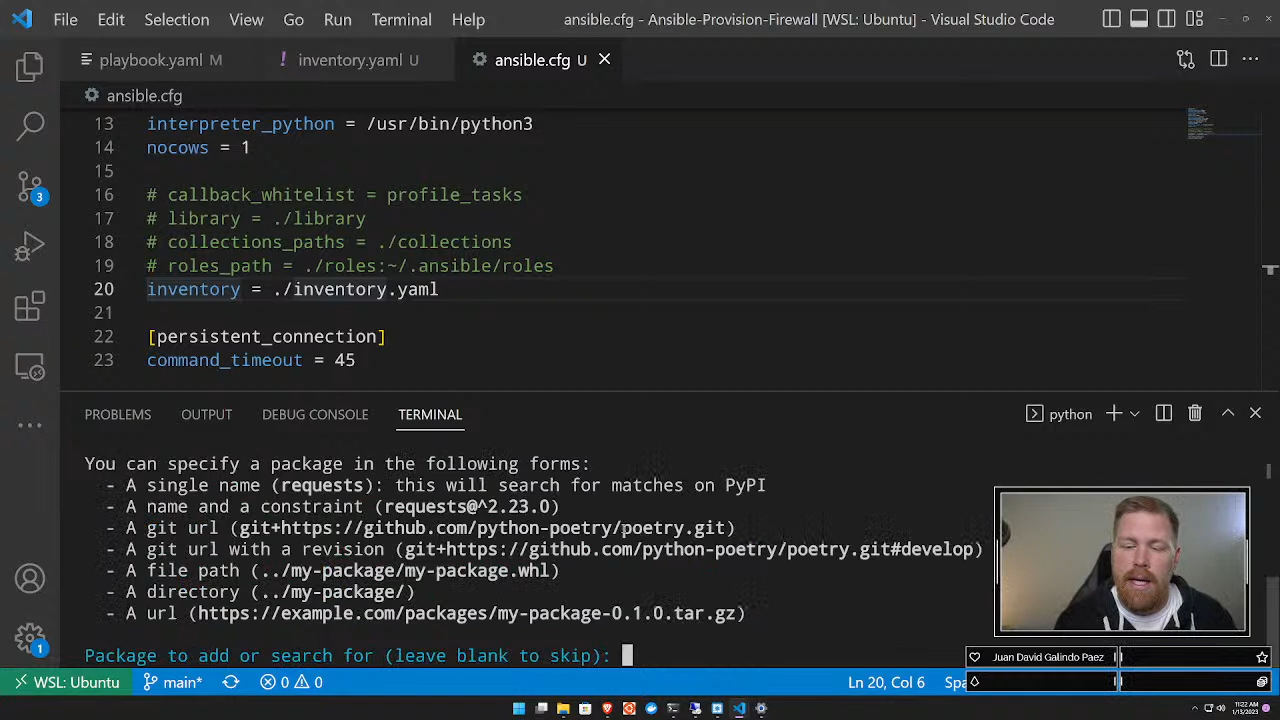 File Edit Selection View Go Run Terminal Help ansible.cfg - Ansible-Provision-Firewall [WSL: Ubuntu] - Visual Studio Code
playbook.yaml M inventory.yaml U ansible.cfg U
ansible.cfg
13 interpreter_python = /usr/bin/python3
14 nocows = 1
15
16 # callback_whitelist = profile_tasks
17 # library = ./library
18 # collections_paths = ./collections
19 # roles_path = ./roles:~/.ansible/roles
20 inventory = ./inventory.yaml
21
22 [persistent_connection]
23 command_timeout = 45
3
PROBLEMS OUTPUT DEBUG CONSOLE TERMINAL python
You can specify a package in the following forms:
- A single name (requests): this will search for matches on PyPI
- A name and a constraint (requests@^2.23.0)
- A git url (git+https://github.com/python-poetry/poetry.git)
- A git url with a revision (git+https://github.com/python-poetry/poetry.git#develop)
- A file path (../my-package/my-package.whl)
- A directory (../my-package/)
- A url (https://example.com/packages/my-package-0.1.0.tar.gz)
Package to add or search for (leave blank to skip):
1
Juan David Galindo Paez
WSL: Ubuntu main* 0 0 Ln 20, Col 6
11:22 AM
1/13/2023